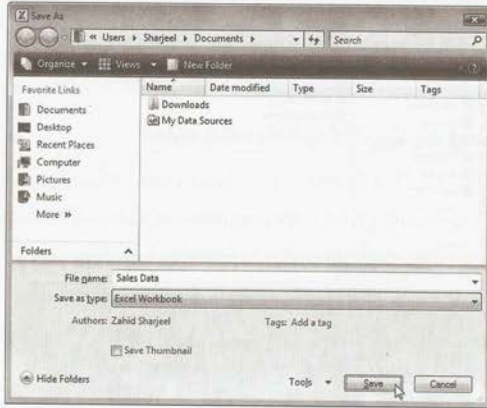 Save As
« Users ▸ Sharjeel ▸ Documents ▸
Search
Organize
Views
New Folder
Favorite Links
Documents
Desktop
Recent Places
Computer
Pictures
Music
More »
Folders
Name Date modified Type Size Tags
Downloads
My Data Sources
File name: Sales Data
Save as type: Excel Workbook
Authors: Zahid Sharjeel Tags: Add a tag
Save Thumbnail
Hide Folders
Tools Save Cancel